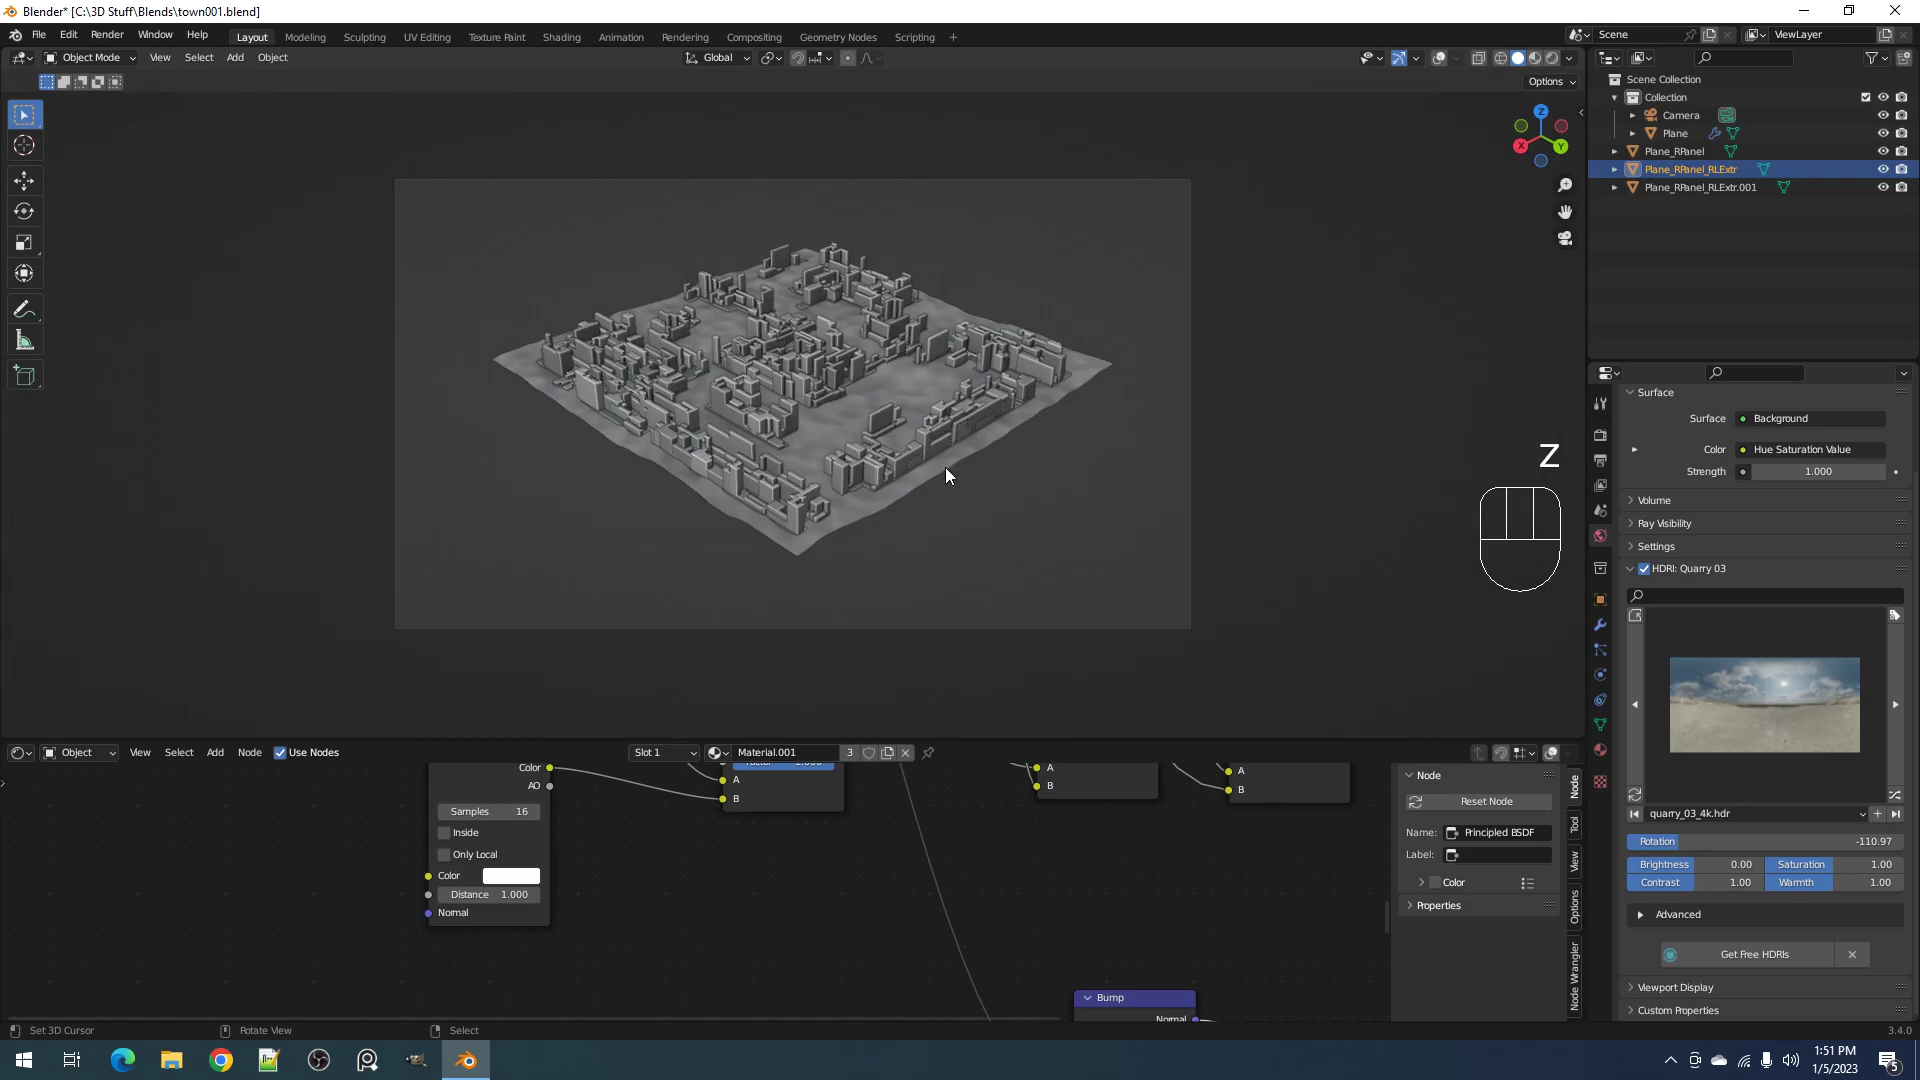 Blender* [C:\3D Stuff\Blends\town001.blend]
File Edit Render Window Help Layout Modeling Sculpting UV Editing Texture Paint Shading Animation Rendering Compositing Geometry Nodes Scripting + Scene ViewLayer
Object Mode View Select Add Object Global
Options
Scene Collection
Collection
Camera
Plane
Plane_RPanel
Plane_RPanel_RLExtr
Plane_RPanel_RLExtr.001
Z
X
Y
Z
Surface
Surface Background
Color Hue Saturation Value
Strength 1.000
Volume
Ray Visibility
Settings
HDRI: Quarry 03
quarry_03_4k.hdr
Rotation -110.97
Brightness 0.00 Saturation 1.00
Contrast 1.00 Warmth 1.00
Advanced
Get Free HDRIs
Viewport Display
Custom Properties
Object View Select Add Node Use Nodes Slot 1 Material.001 3
Color
AO
Samples 16
Inside
Only Local
Color
Distance 1.000
Normal
A
B
A
B
A
B
Bump
Normal
Node
Reset Node
Name: Principled BSDF
Label:
Color
Properties
Node
Tool
View
Options
Node Wrangler
Set 3D Cursor Rotate View Select 3.4.0
1:51 PM
1/5/2023
5